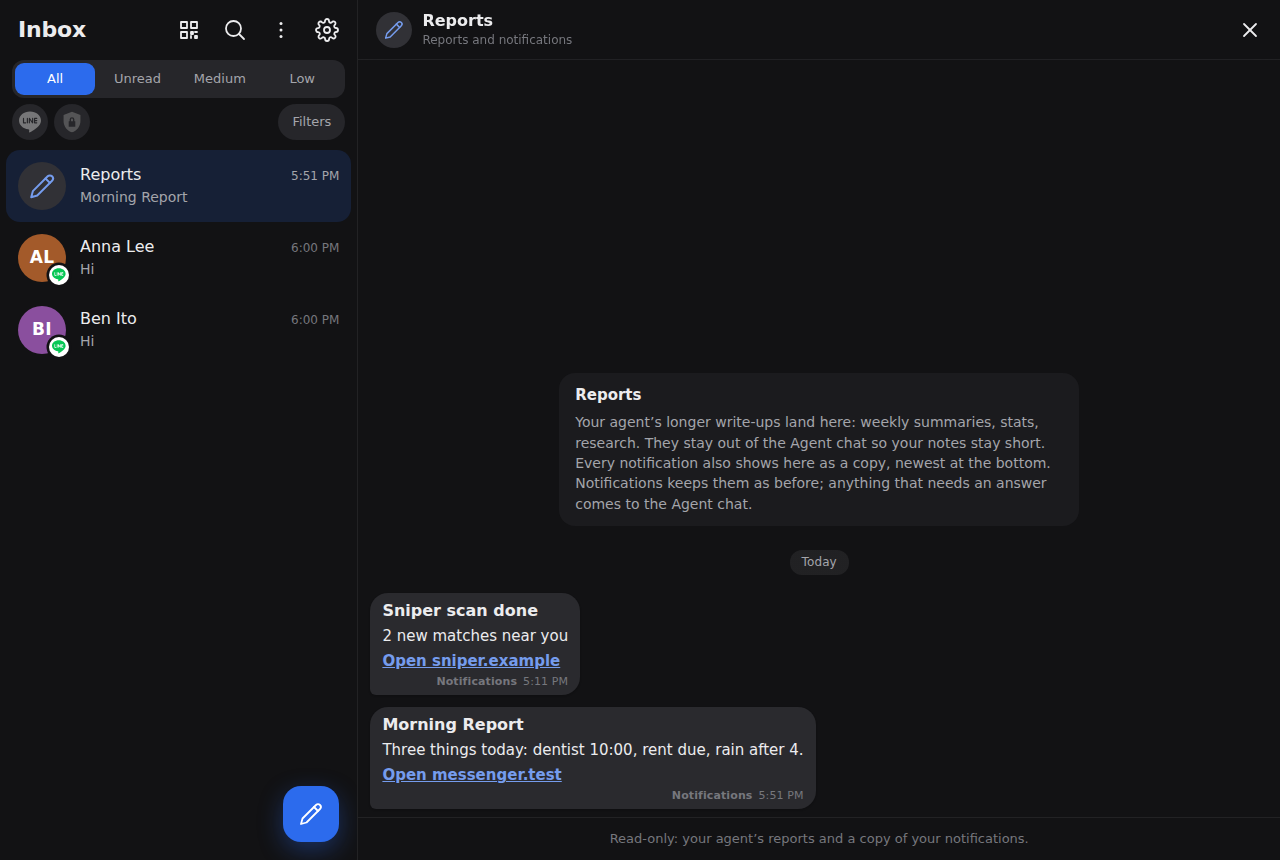 Inbox
All
Unread
Medium
Low
LINE
Filters
Reports
5:51 PM
Morning Report
AL
Anna Lee
6:00 PM
Hi
BI
Ben Ito
6:00 PM
Hi
Reports
Reports and notifications
Reports
Your agent’s longer write-ups land here: weekly summaries, stats,
research. They stay out of the Agent chat so your notes stay short.
Every notification also shows here as a copy, newest at the bottom.
Notifications keeps them as before; anything that needs an answer
comes to the Agent chat.
Today
Sniper scan done
2 new matches near you
Open sniper.example
Notifications 5:11 PM
Morning Report
Three things today: dentist 10:00, rent due, rain after 4.
Open messenger.test
Notifications 5:51 PM
Read-only: your agent’s reports and a copy of your notifications.